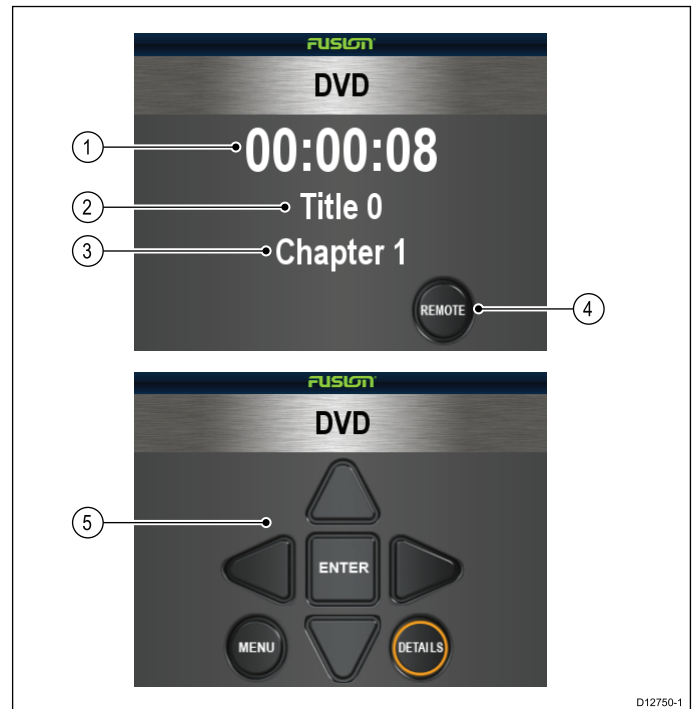 FUSION
DVD
1
00:00:08
2
Title 0
3
Chapter 1
REMOTE
4
FUSION
DVD
5
ENTER
MENU
DETAILS
D12750-1